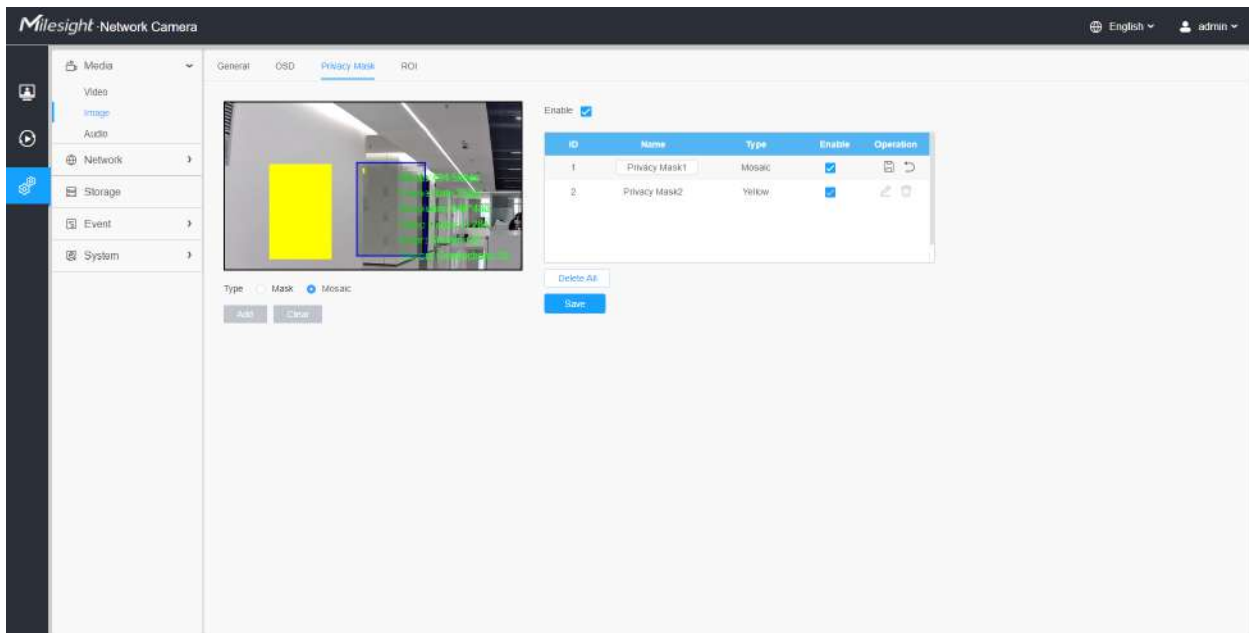 Milesight · Network Camera
English
admin
Media
Video
Image
Audio
Network
Storage
Event
System
General OSD Privacy Mask ROI
1
Type Mask Mosaic
Add Clear
Enable
ID Name Type Enable Operation
1 Privacy Mask1 Mosaic
2 Privacy Mask2 Yellow
Delete All
Save